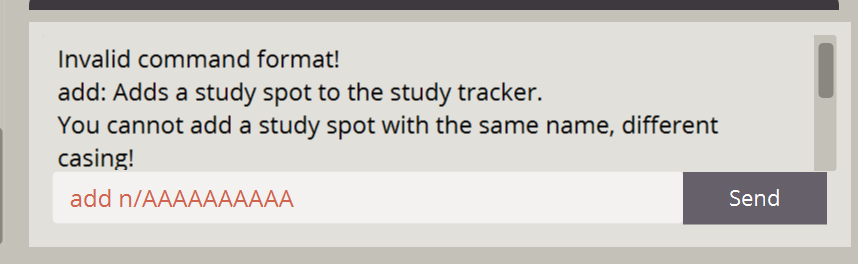 Invalid command format!
add: Adds a study spot to the study tracker.
You cannot add a study spot with the same name, different
casing!
add n/AAAAAAAAAA
Send